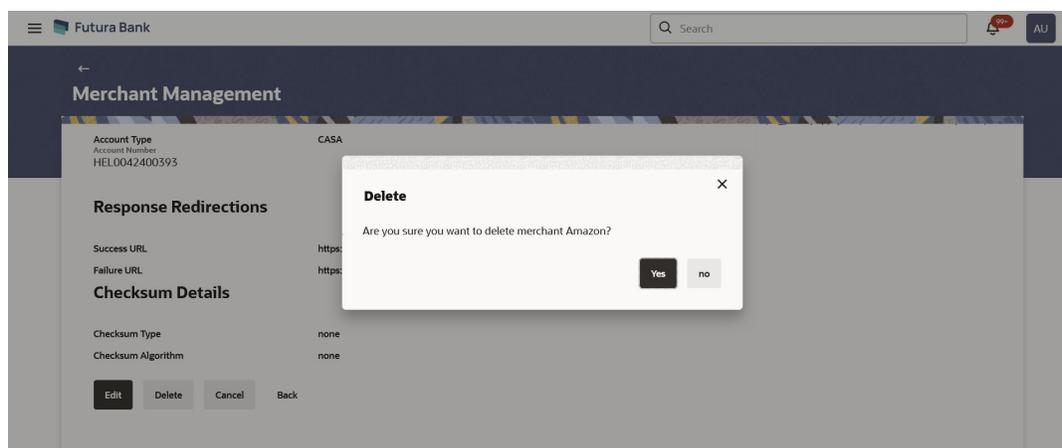 Futura Bank
Search
99+
AU
Merchant Management
Account Type CASA
Account Number
HEL0042400393
Response Redirections
Success URL https:
Failure URL https:
Checksum Details
Checksum Type none
Checksum Algorithm none
Edit Delete Cancel Back
Delete
Are you sure you want to delete merchant Amazon?
Yes no